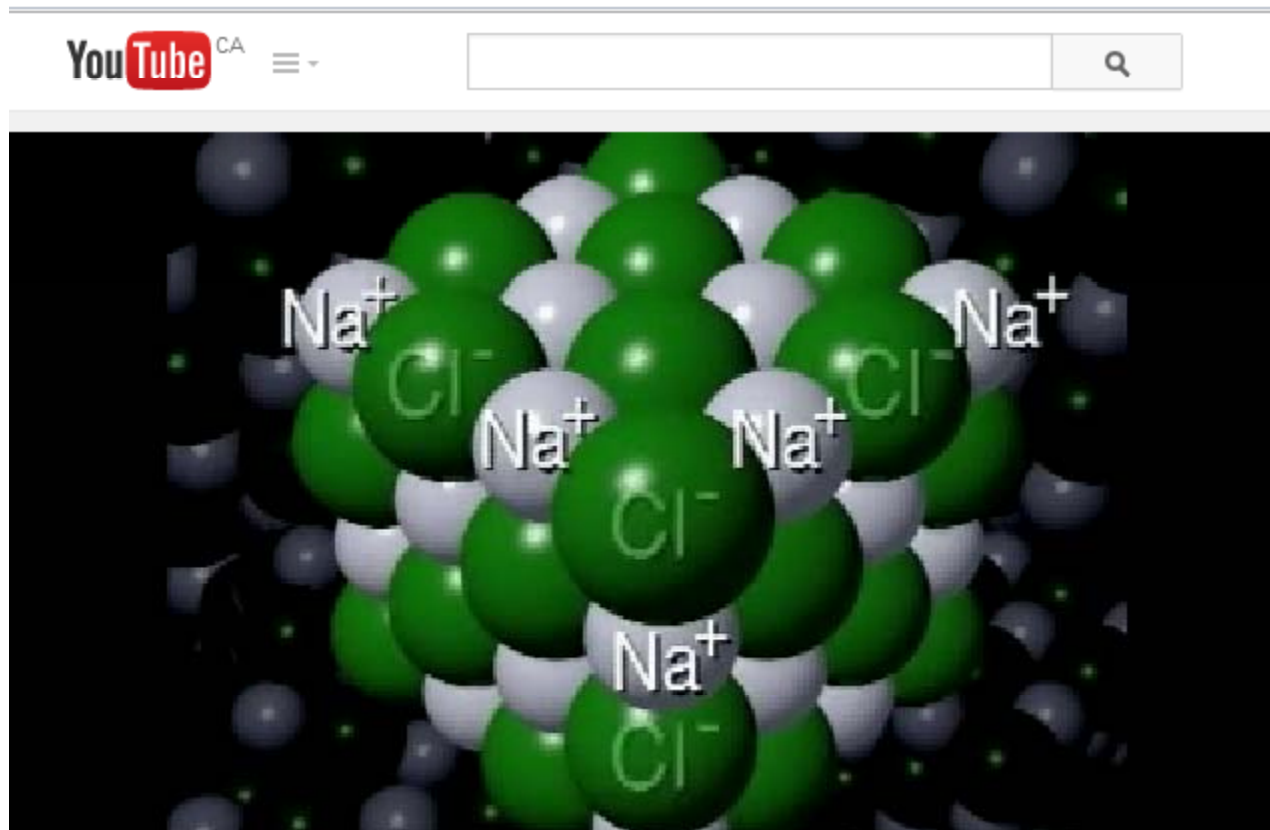 YouTube CA
Na⁺ Na⁺
Cl⁻ Cl⁻
Na⁺ Na⁺
Cl⁻
Na⁺
Cl⁻